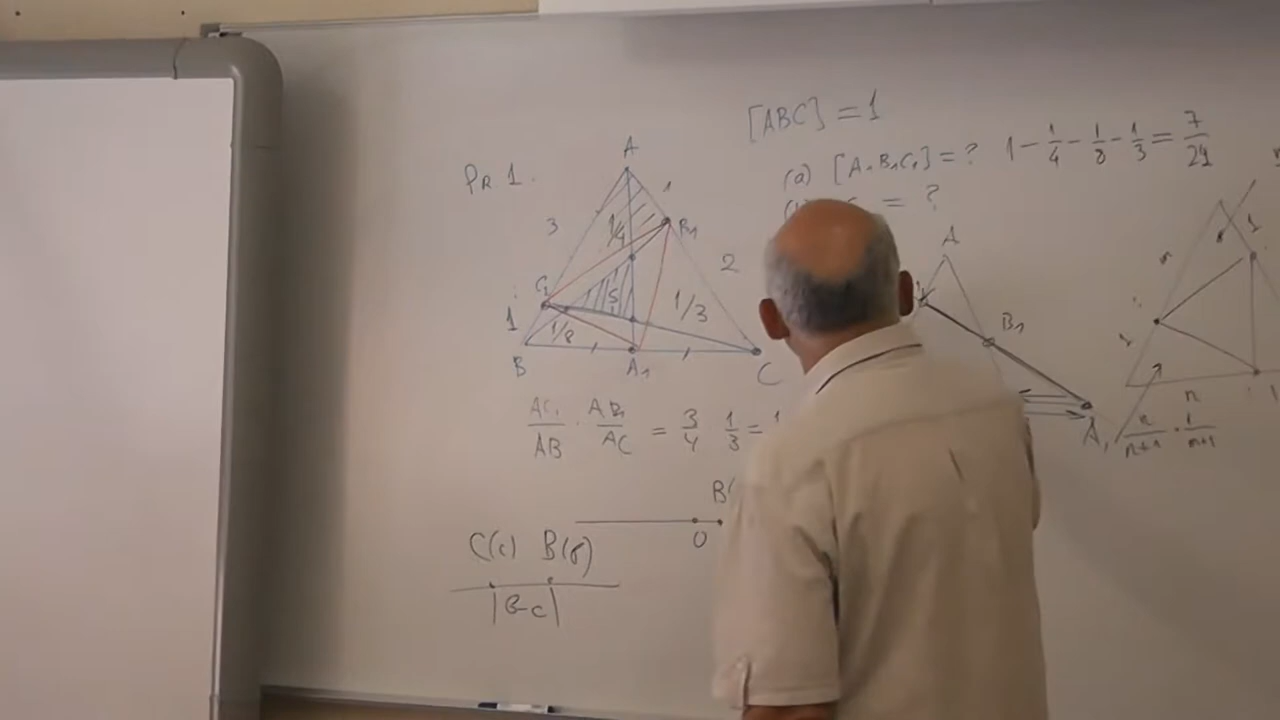 [ABC] = 1
(a) [A₁B₁C₁] = ? 1 - 1/4 - 1/8 - 1/3 = 7/24
= ?
PR. 1.
A
3
1
1/4
B₁
2
C₁
S
1/3
1
1/8
B
A₁
C
AC₁/AB · AB₁/AC = 3/4 1/3 =
A
B₁
A₁
1
n
n/n+1 · 1/m+1
B(
O
C(c) B(b)
|b-c|